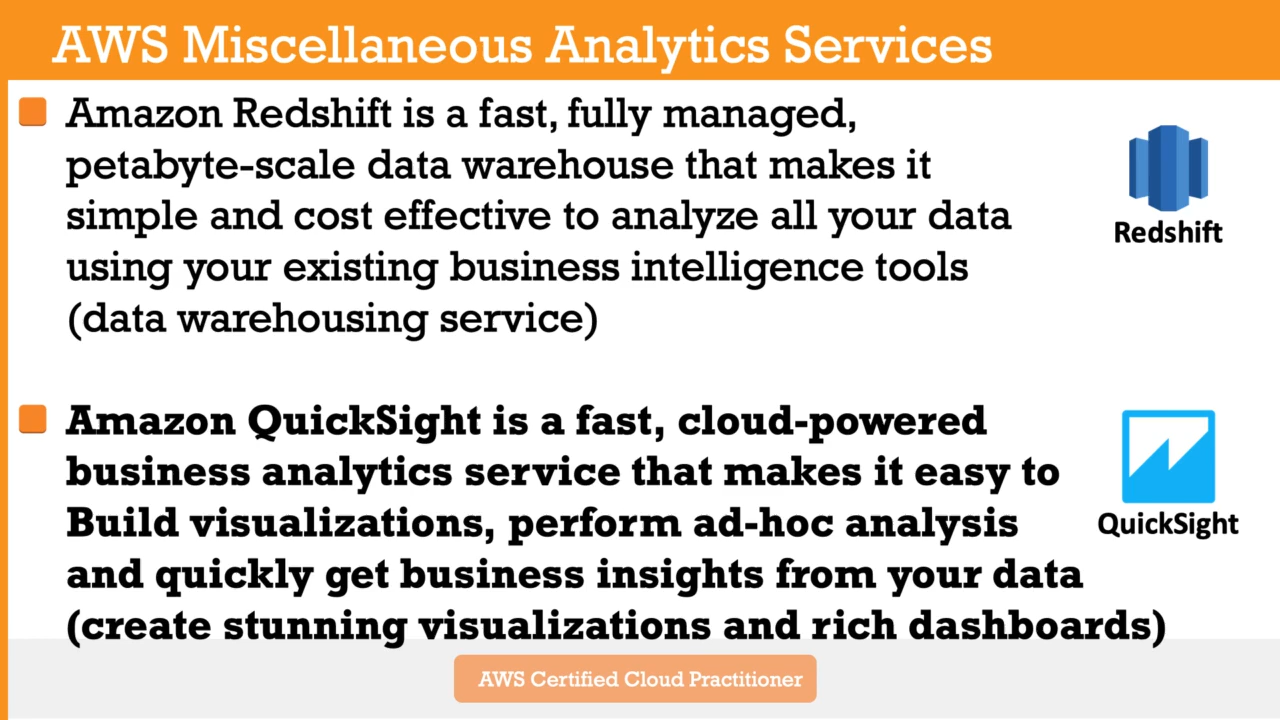 AWS Miscellaneous Analytics Services
Amazon Redshift is a fast, fully managed,
petabyte-scale data warehouse that makes it
simple and cost effective to analyze all your data
using your existing business intelligence tools
(data warehousing service)
Redshift
Amazon QuickSight is a fast, cloud-powered
business analytics service that makes it easy to
Build visualizations, perform ad-hoc analysis
and quickly get business insights from your data
(create stunning visualizations and rich dashboards)
QuickSight
AWS Certified Cloud Practitioner